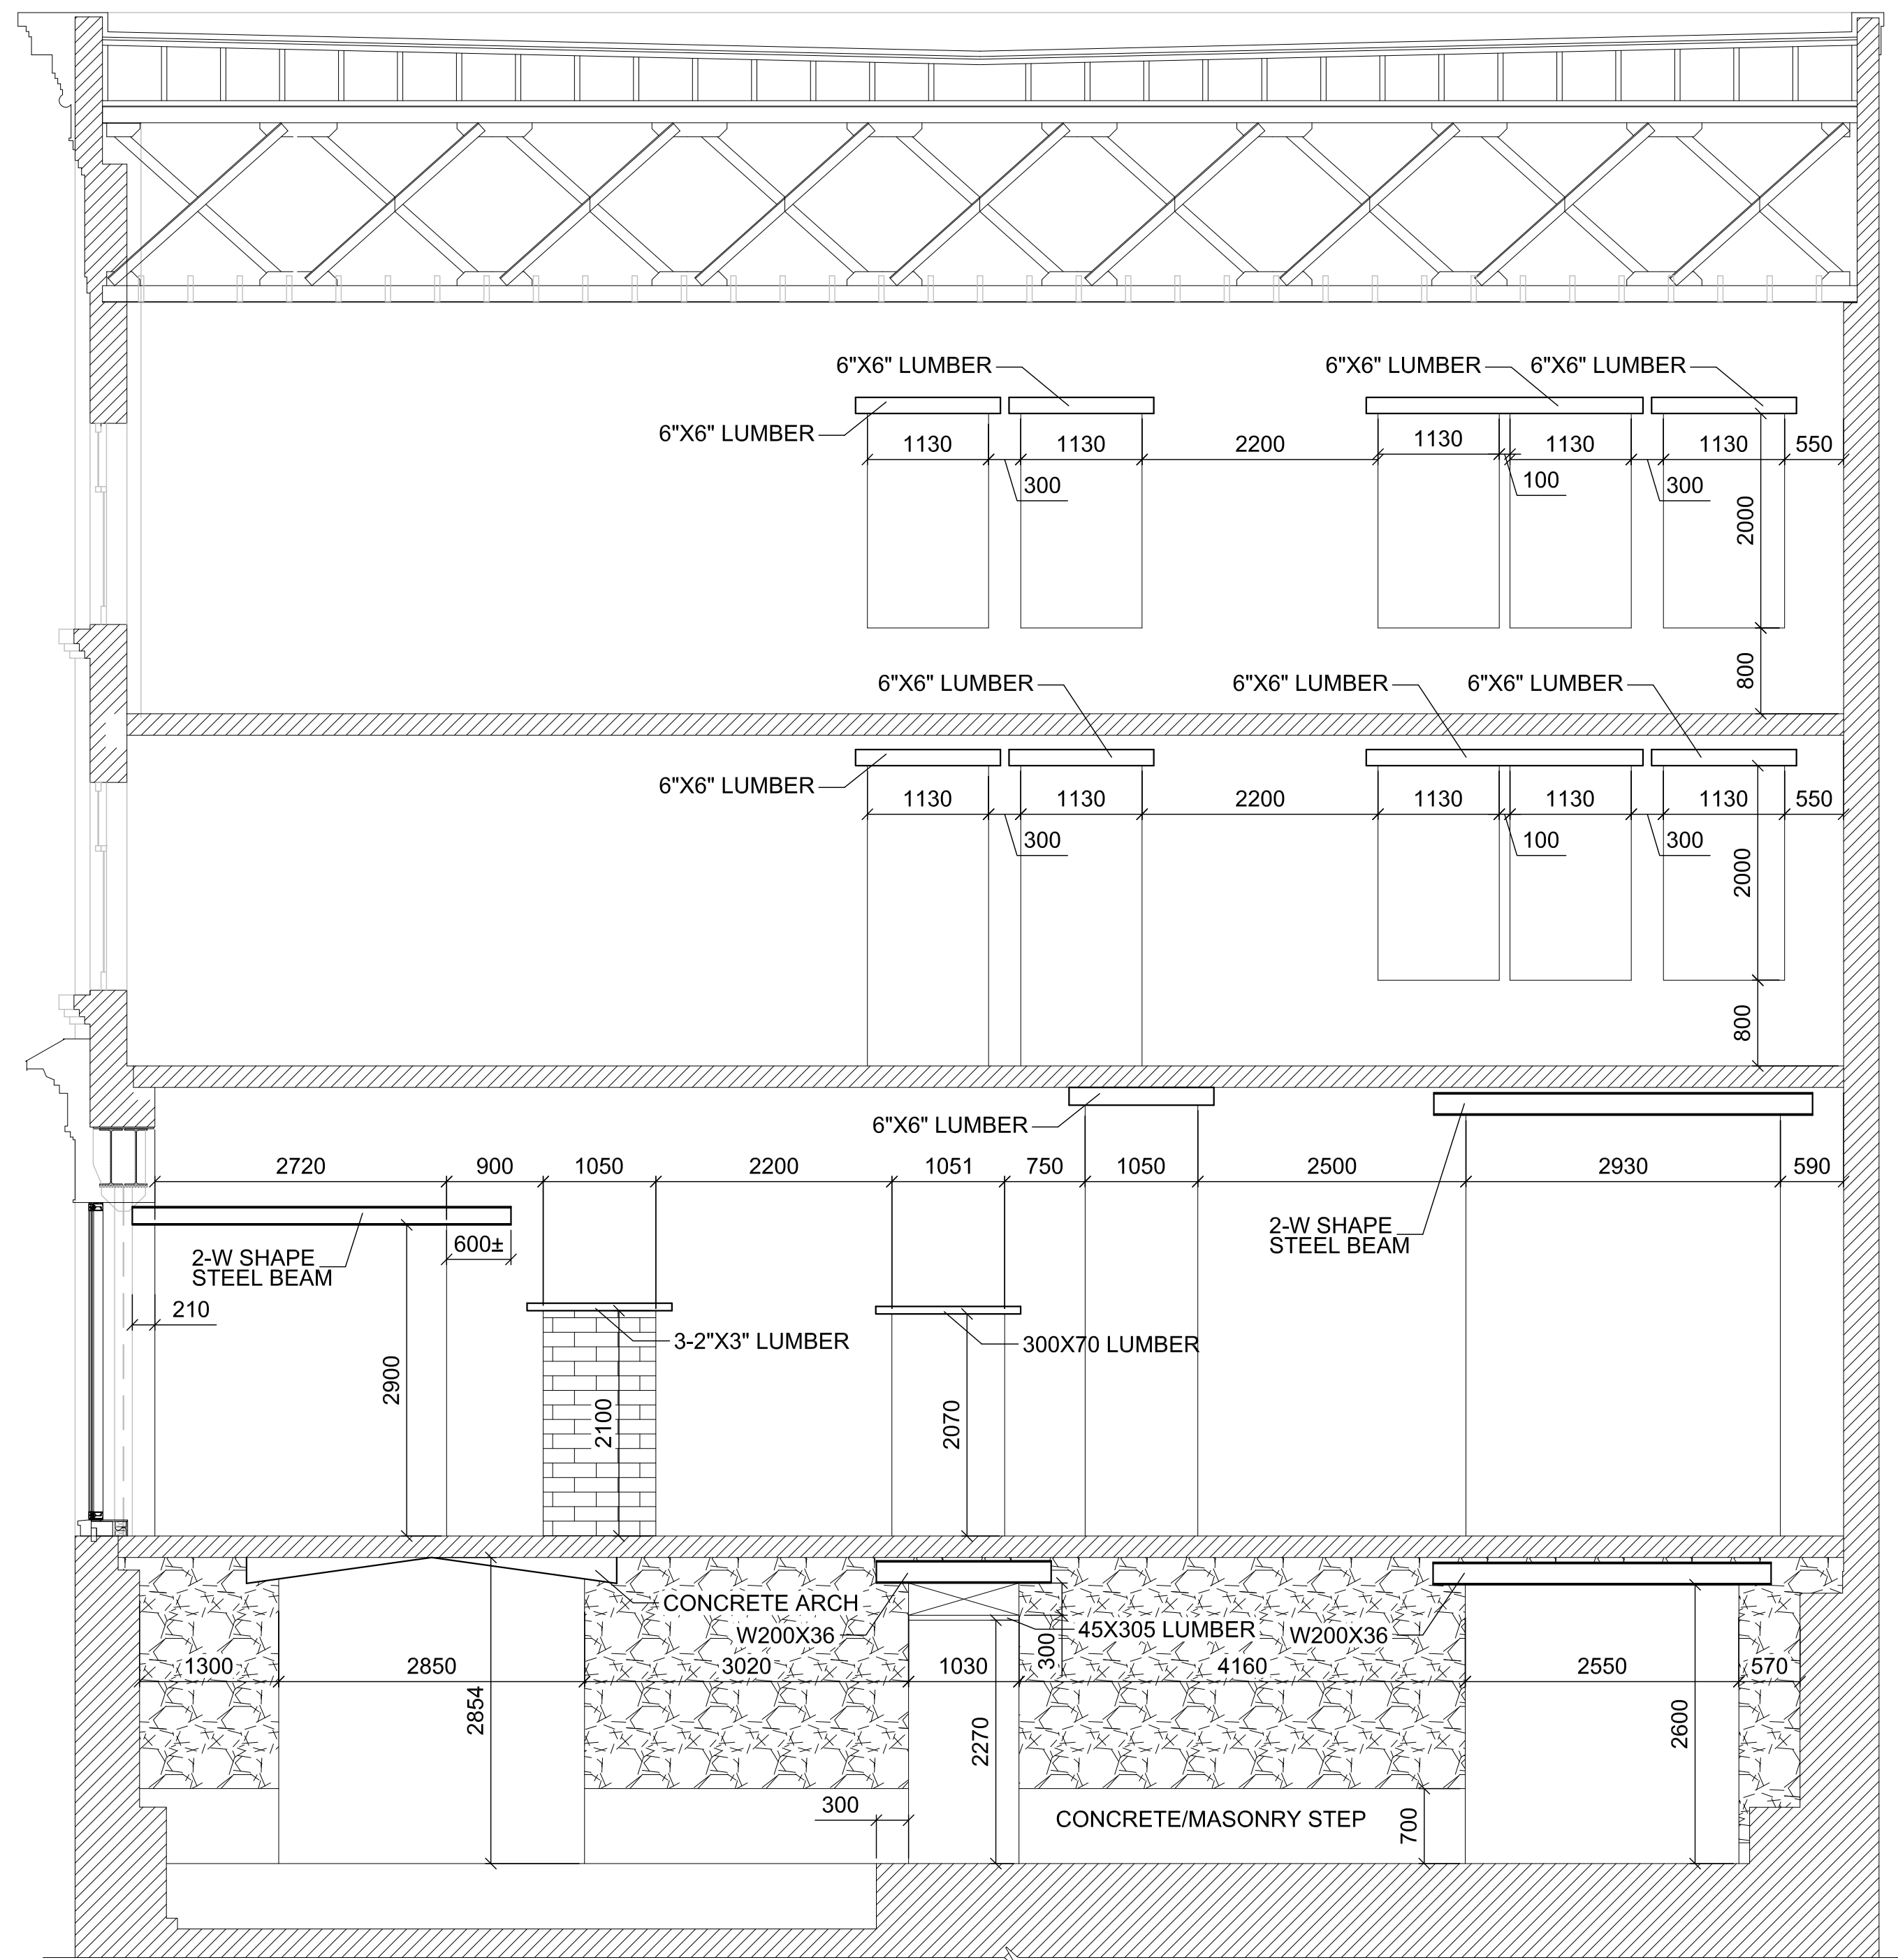 6"X6" LUMBER
6"X6" LUMBER
6"X6" LUMBER
6"X6" LUMBER
1130
1130
2200
1130
1130
1130
550
300
100
300
2000
800
6"X6" LUMBER
6"X6" LUMBER
6"X6" LUMBER
6"X6" LUMBER
1130
1130
2200
1130
1130
1130
550
300
100
300
2000
800
6"X6" LUMBER
2720
900
1050
2200
1051
750
1050
2500
2930
590
2-W SHAPE
STEEL BEAM
600±
2-W SHAPE
STEEL BEAM
210
3-2"X3" LUMBER
300X70 LUMBER
2900
2100
2070
CONCRETE ARCH
W200X36
45X305 LUMBER
W200X36
300
1300
2850
3020
1030
4160
2550
570
2854
2270
2600
300
CONCRETE/MASONRY STEP
700